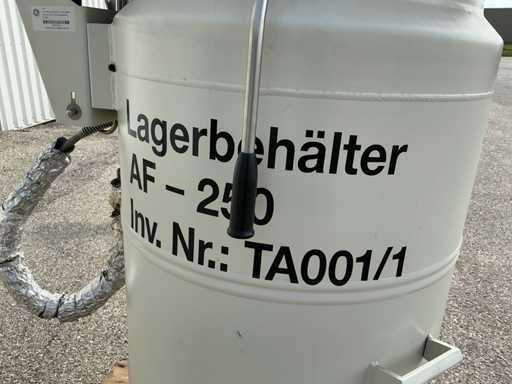 Lagerbehälter
AF – 250
Inv. Nr.: TA001/1